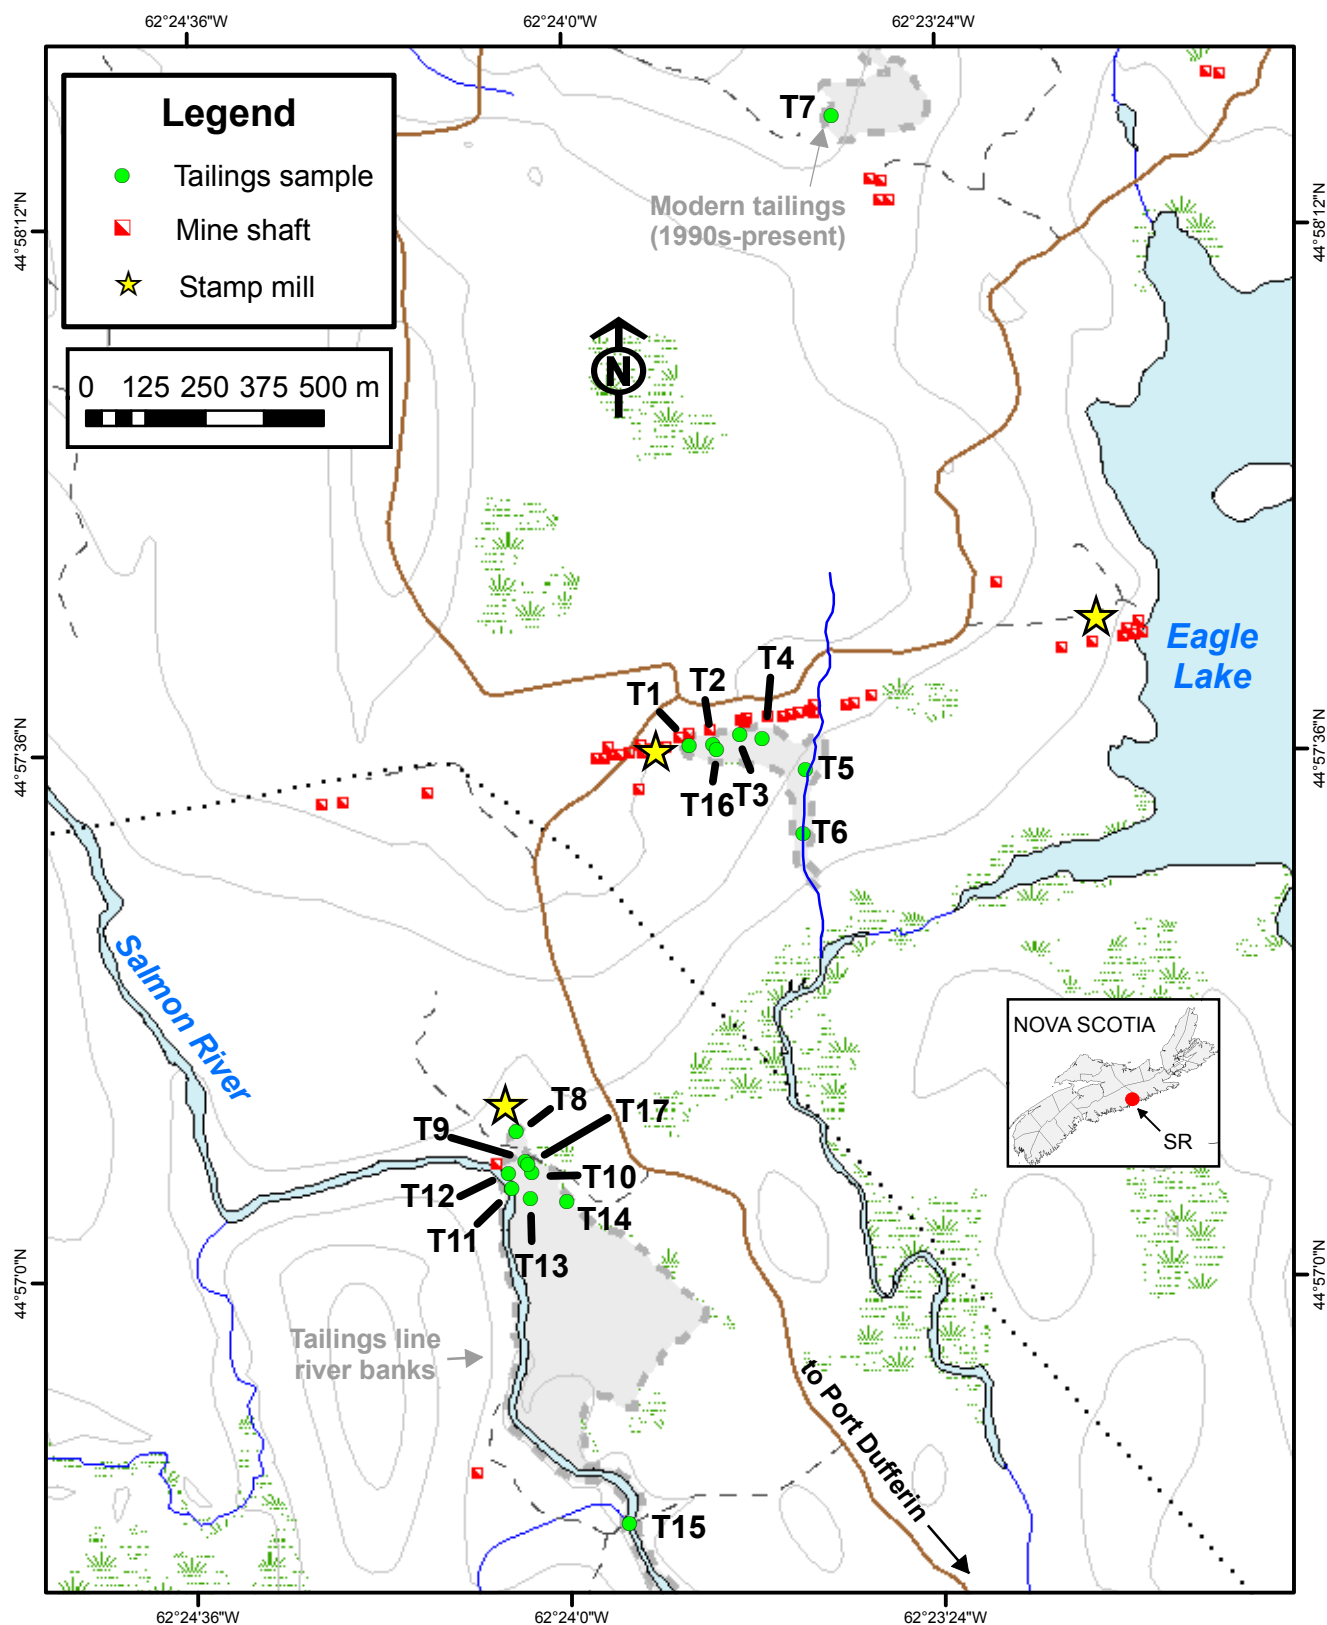 62°24'36"W
62°24'0"W
62°23'24"W
Legend
Tailings sample
Mine shaft
Stamp mill
0 125 250 375 500 m
T7
Modern tailings
(1990s-present)
44°58'12"N
44°58'12"N
N
Eagle
Lake
T4
T2
T1
T5
T3
T16
T6
44°57'36"N
44°57'36"N
Salmon River
NOVA SCOTIA
SR
T8
T17
T9
T10
T12
T14
T11
T13
44°57'0"N
44°57'0"N
Tailings line
river banks
to Port Dufferin
T15
62°24'36"W
62°24'0"W
62°23'24"W